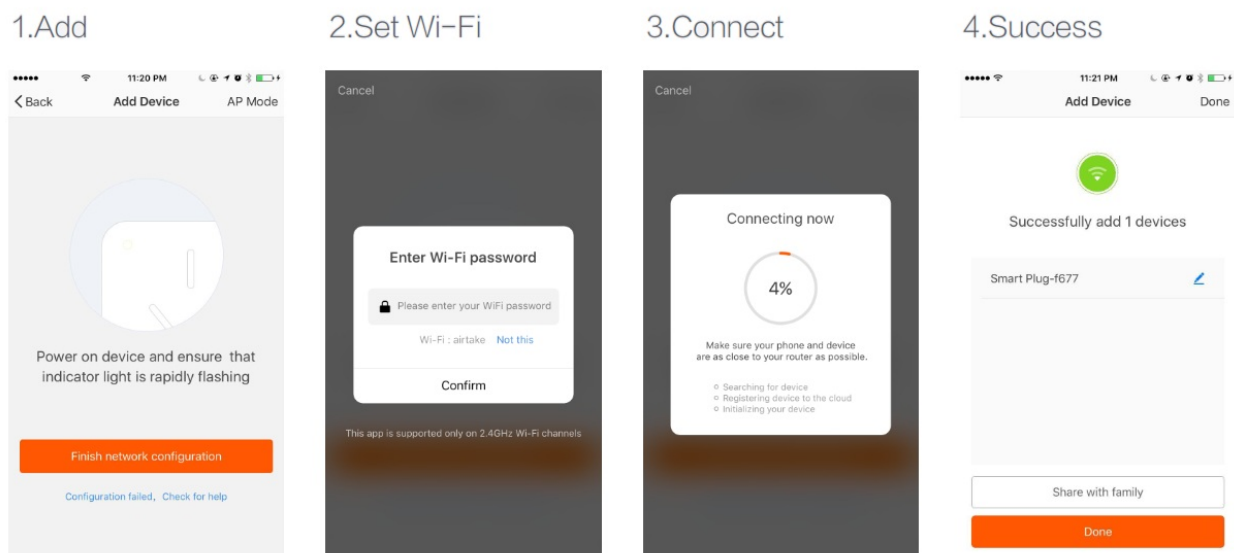 1.Add
2.Set Wi-Fi
3.Connect
4.Success
11:20 PM
Back
Add Device
AP Mode
Power on device and ensure that
indicator light is rapidly flashing
Finish network configuration
Configuration failed, Check for help
Cancel
Enter Wi-Fi password
Please enter your WiFi password
Wi-Fi : airtake Not this
Confirm
This app is supported only on 2.4GHz Wi-Fi channels
Cancel
Connecting now
4%
Make sure your phone and device
are as close to your router as possible.
Searching for device
Registering device to the cloud
Initializing your device
11:21 PM
Add Device
Done
Successfully add 1 devices
Smart Plug-f677
Share with family
Done